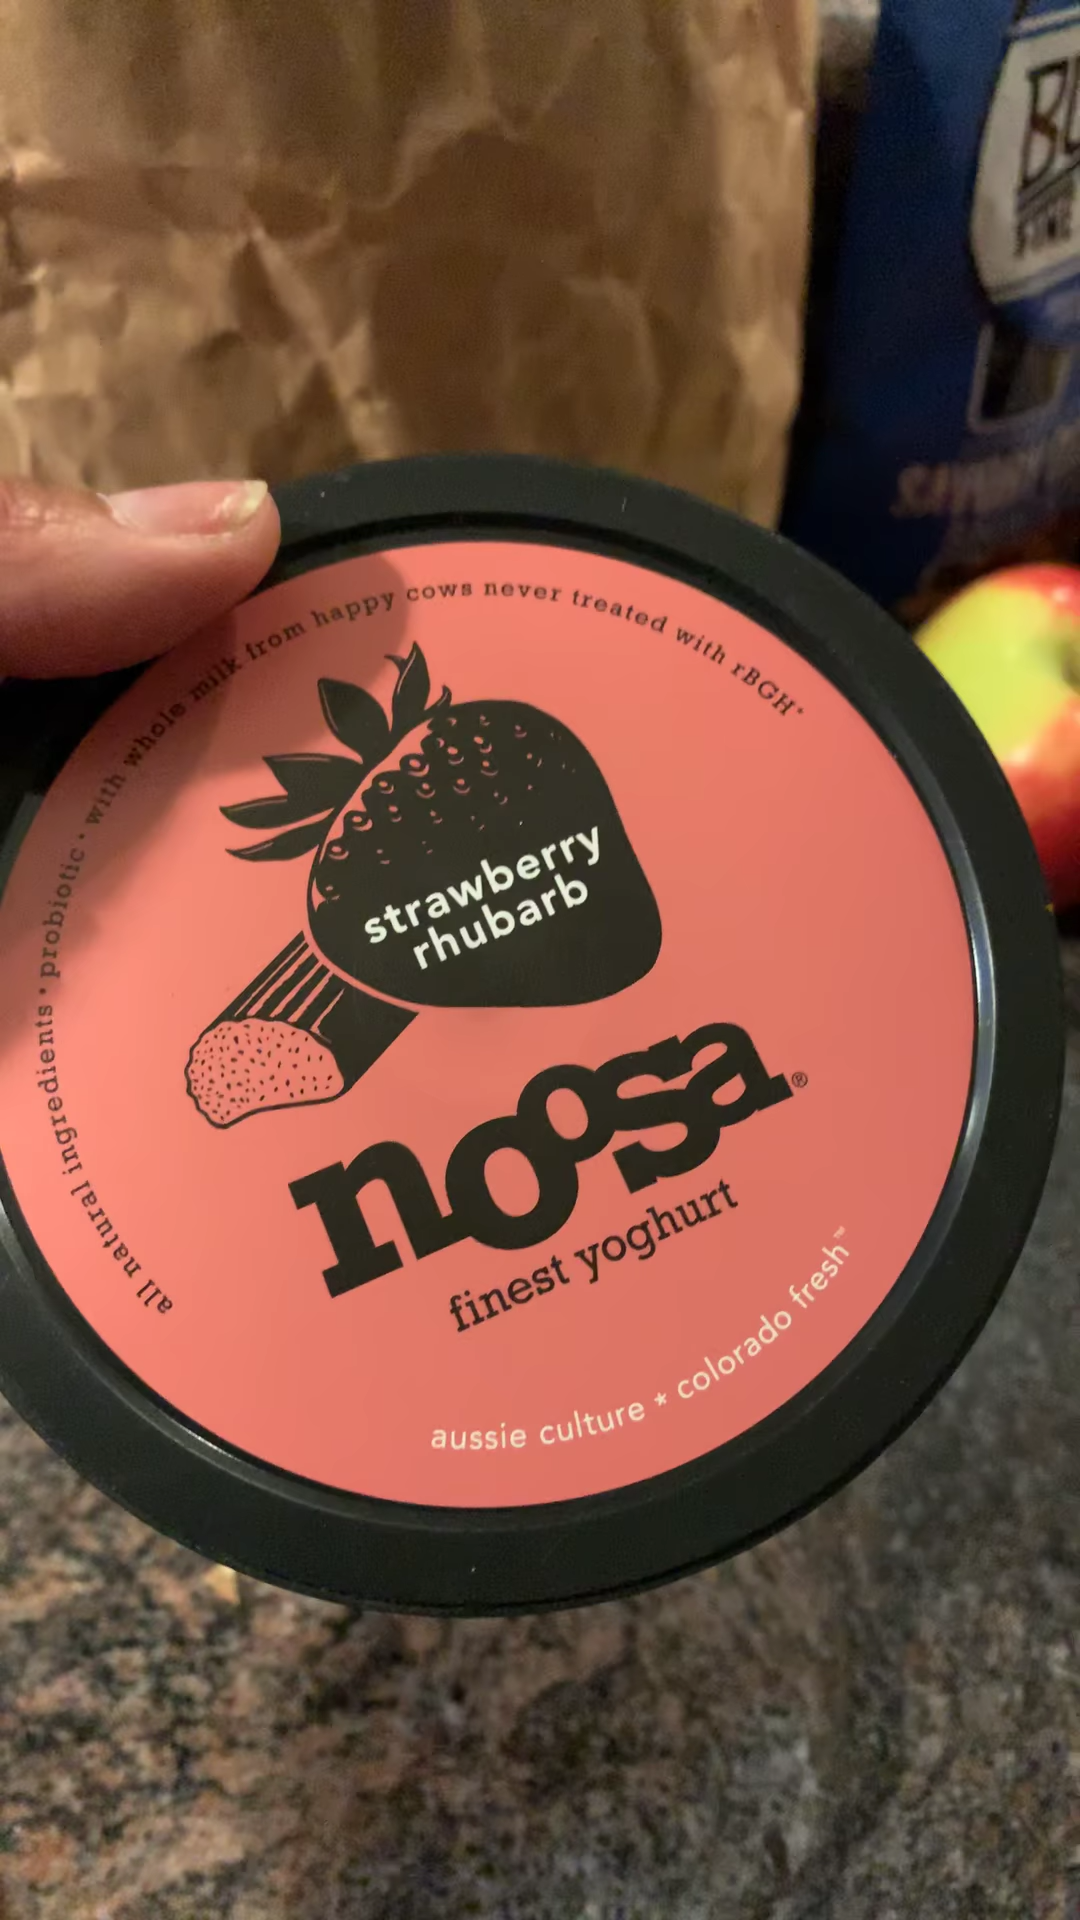 all natural ingredients • probiotic • with whole milk from happy cows never treated with rBGH*
strawberry
rhubarb
noosa®
finest yoghurt
aussie culture * colorado fresh™